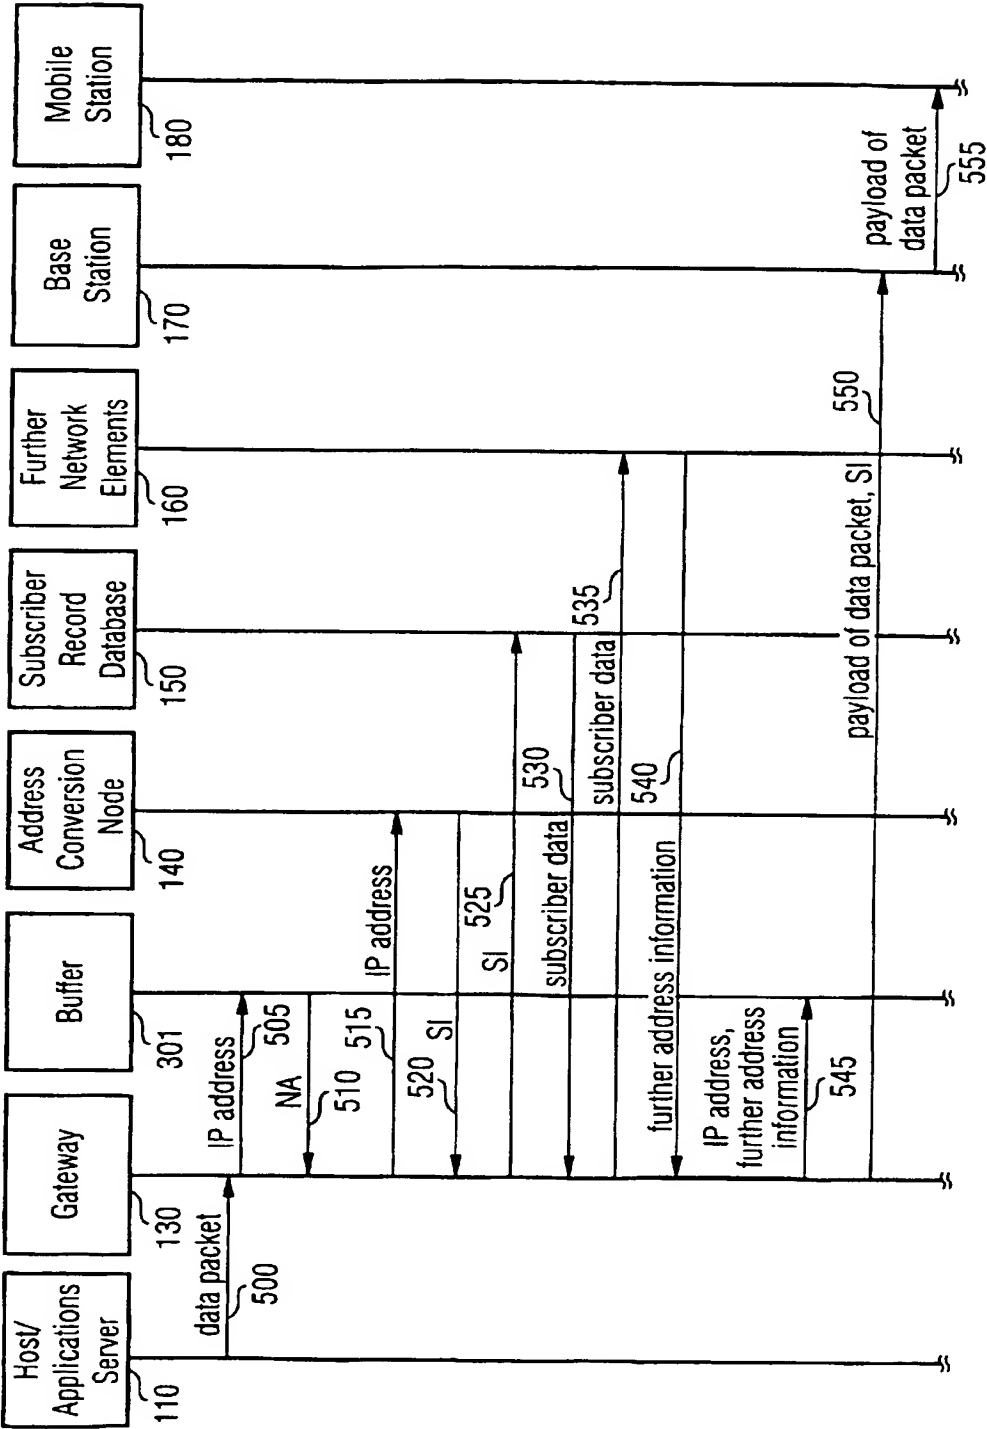 Host/
Applications
Server
110
Gateway
130
Buffer
301
Address
Conversion
Node
140
Subscriber
Record
Database
150
Further
Network
Elements
160
Base
Station
170
Mobile
Station
180
data packet
500
IP address
505
NA
510
IP address
515
SI
520
SI
525
subscriber data
530
subscriber data
535
further address information
540
IP address,
further address
information
545
payload of data packet, SI
550
payload of
data packet
555